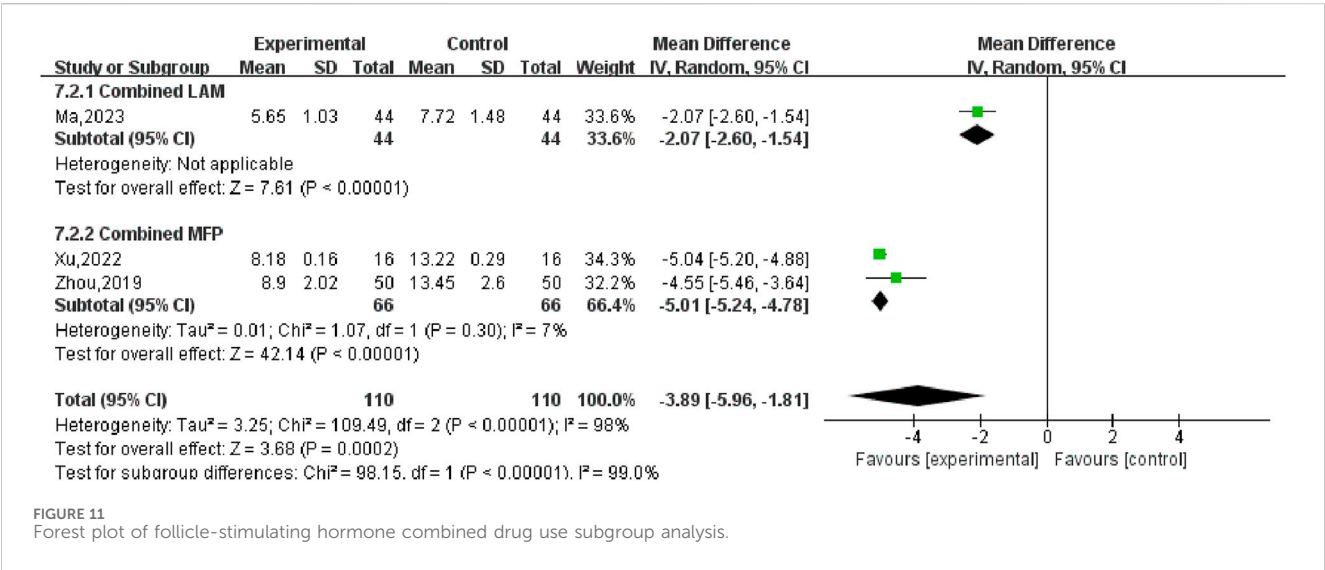 Experimental Control Mean Difference Mean Difference
Study or Subgroup Mean SD Total Mean SD Total Weight IV, Random, 95% CI IV, Random, 95% CI
7.2.1 Combined LAM
Ma,2023 5.65 1.03 44 7.72 1.48 44 33.6% -2.07 [-2.60, -1.54]
Subtotal (95% CI) 44 44 33.6% -2.07 [-2.60, -1.54]
Heterogeneity: Not applicable
Test for overall effect: Z = 7.61 (P < 0.00001)
7.2.2 Combined MFP
Xu,2022 8.18 0.16 16 13.22 0.29 16 34.3% -5.04 [-5.20, -4.88]
Zhou,2019 8.9 2.02 50 13.45 2.6 50 32.2% -4.55 [-5.46, -3.64]
Subtotal (95% CI) 66 66 66.4% -5.01 [-5.24, -4.78]
Heterogeneity: Tau² = 0.01; Chi² = 1.07, df = 1 (P = 0.30); I² = 7%
Test for overall effect: Z = 42.14 (P < 0.00001)
Total (95% CI) 110 110 100.0% -3.89 [-5.96, -1.81]
Heterogeneity: Tau² = 3.25; Chi² = 109.49, df = 2 (P < 0.00001); I² = 98%
Test for overall effect: Z = 3.68 (P = 0.0002)
Test for subgroup differences: Chi² = 98.15. df = 1 (P < 0.00001). I² = 99.0%
-4 -2 0 2 4
Favours [experimental] Favours [control]
FIGURE 11
Forest plot of follicle-stimulating hormone combined drug use subgroup analysis.